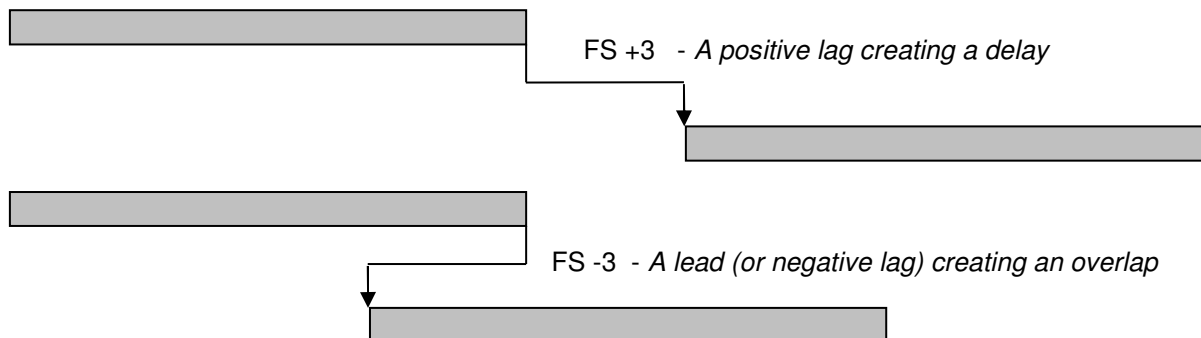 FS +3 - A positive lag creating a delay
FS -3 - A lead (or negative lag) creating an overlap